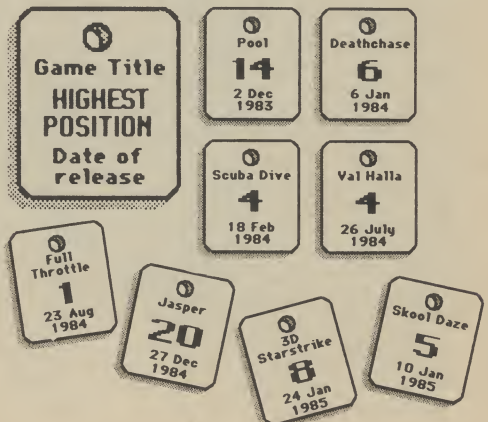 Game Title
HIGHEST
POSITION
Date of
release
Pool
14
2 Dec
1983
Deathchase
6
6 Jan
1984
Scuba Dive
4
18 Feb
1984
Val Halla
4
26 July
1984
Full
Throttle
1
23 Aug
1984
Jasper
20
27 Dec
1984
3D
Starstrike
8
24 Jan
1985
Skool Daze
5
10 Jan
1985